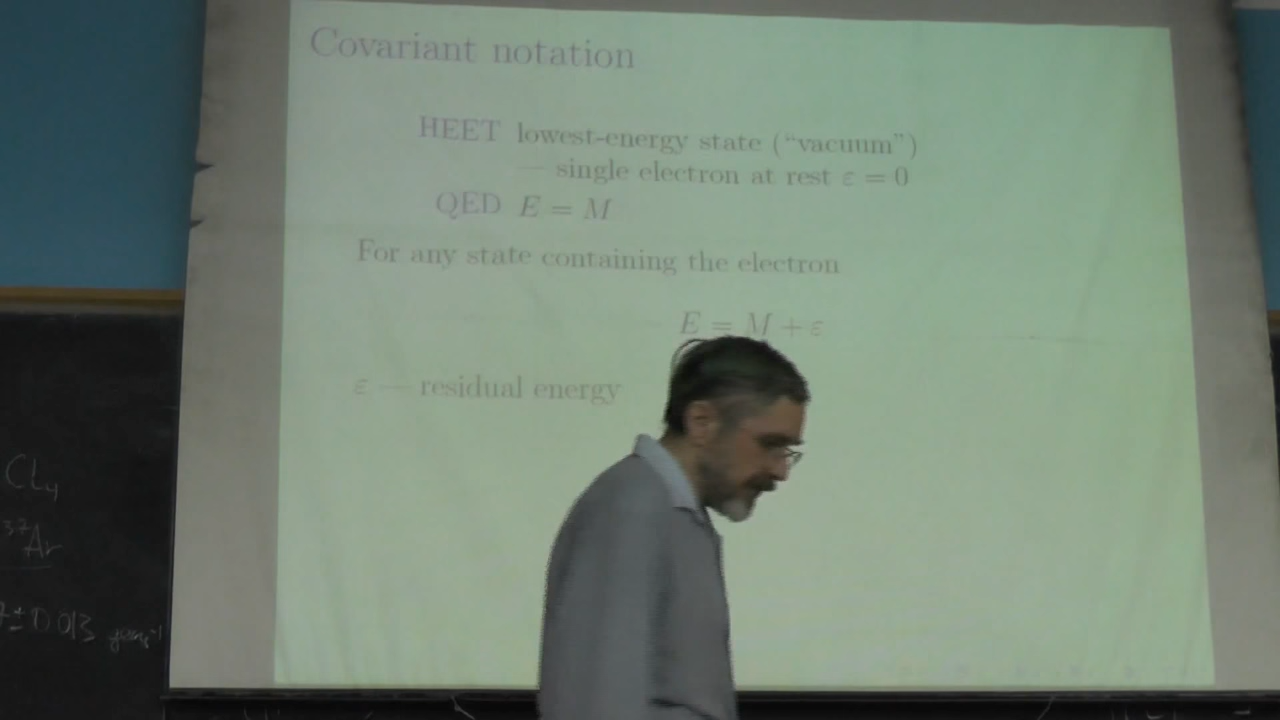 Covariant notation
HEET lowest-energy state (“vacuum”)
— single electron at rest ε = 0
QED E = M
For any state containing the electron
E = M + ε
ε — residual energy
CL₄
³⁷Ar
± 0.013